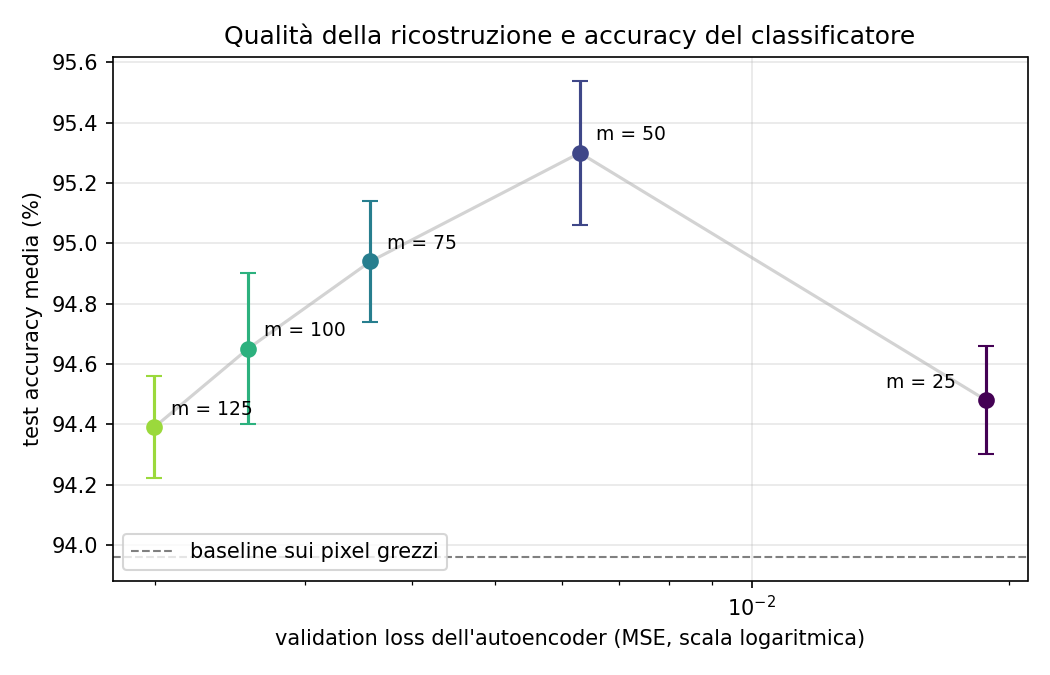 Qualità della ricostruzione e accuracy del classificatore
test accuracy media (%)
95.6
95.4
95.2
95.0
94.8
94.6
94.4
94.2
94.0
m = 50
m = 75
m = 100
m = 25
m = 125
baseline sui pixel grezzi
10⁻²
validation loss dell'autoencoder (MSE, scala logaritmica)